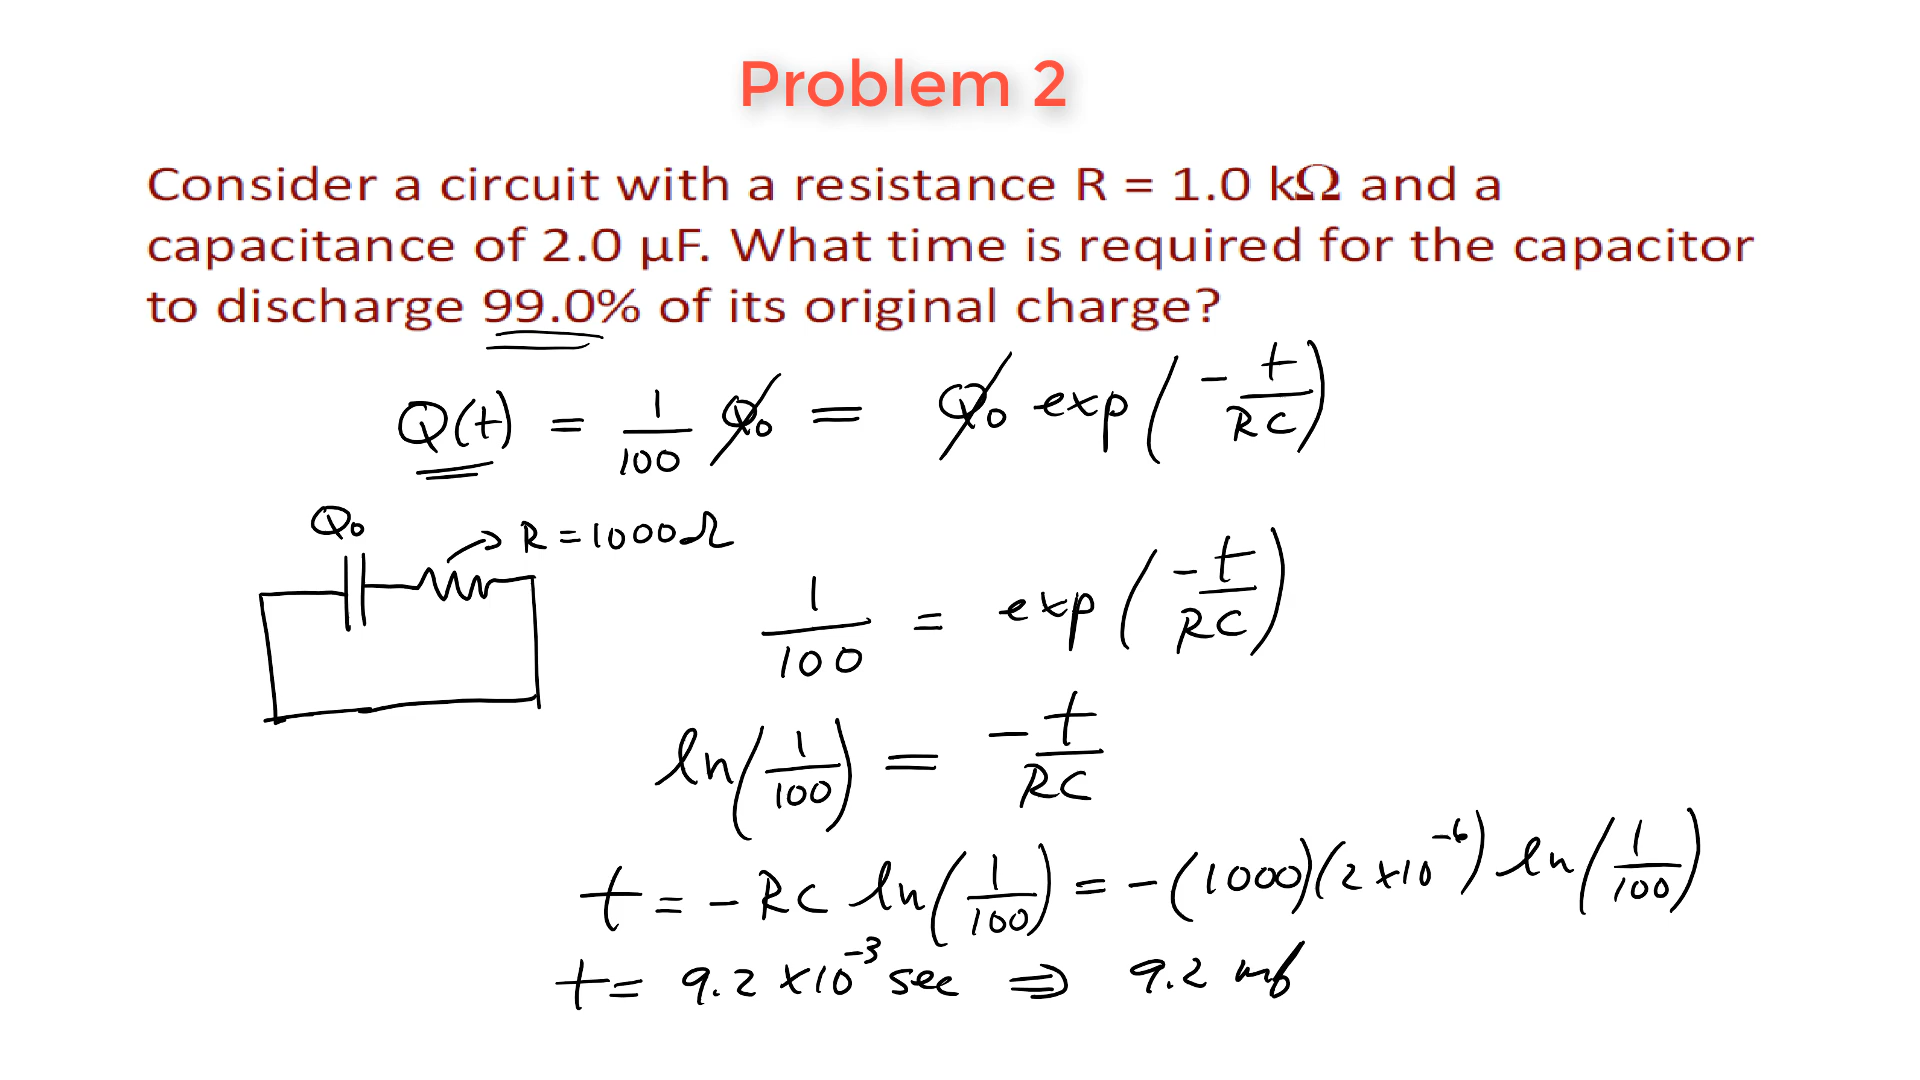 Problem 2
Consider a circuit with a resistance R = 1.0 kΩ and a
capacitance of 2.0 µF. What time is required for the capacitor
to discharge 99.0% of its original charge?
Q(t) = 1/100 Q₀ = Q₀ exp(-t/RC)
Q₀
R = 1000Ω
1/100 = exp(-t/RC)
ln(1/100) = -t/RC
t = - RC ln(1/100) = - (1000)(2×10⁻⁶) ln(1/100)
t = 9.2 ×10⁻³ sec ⇒ 9.2 ms